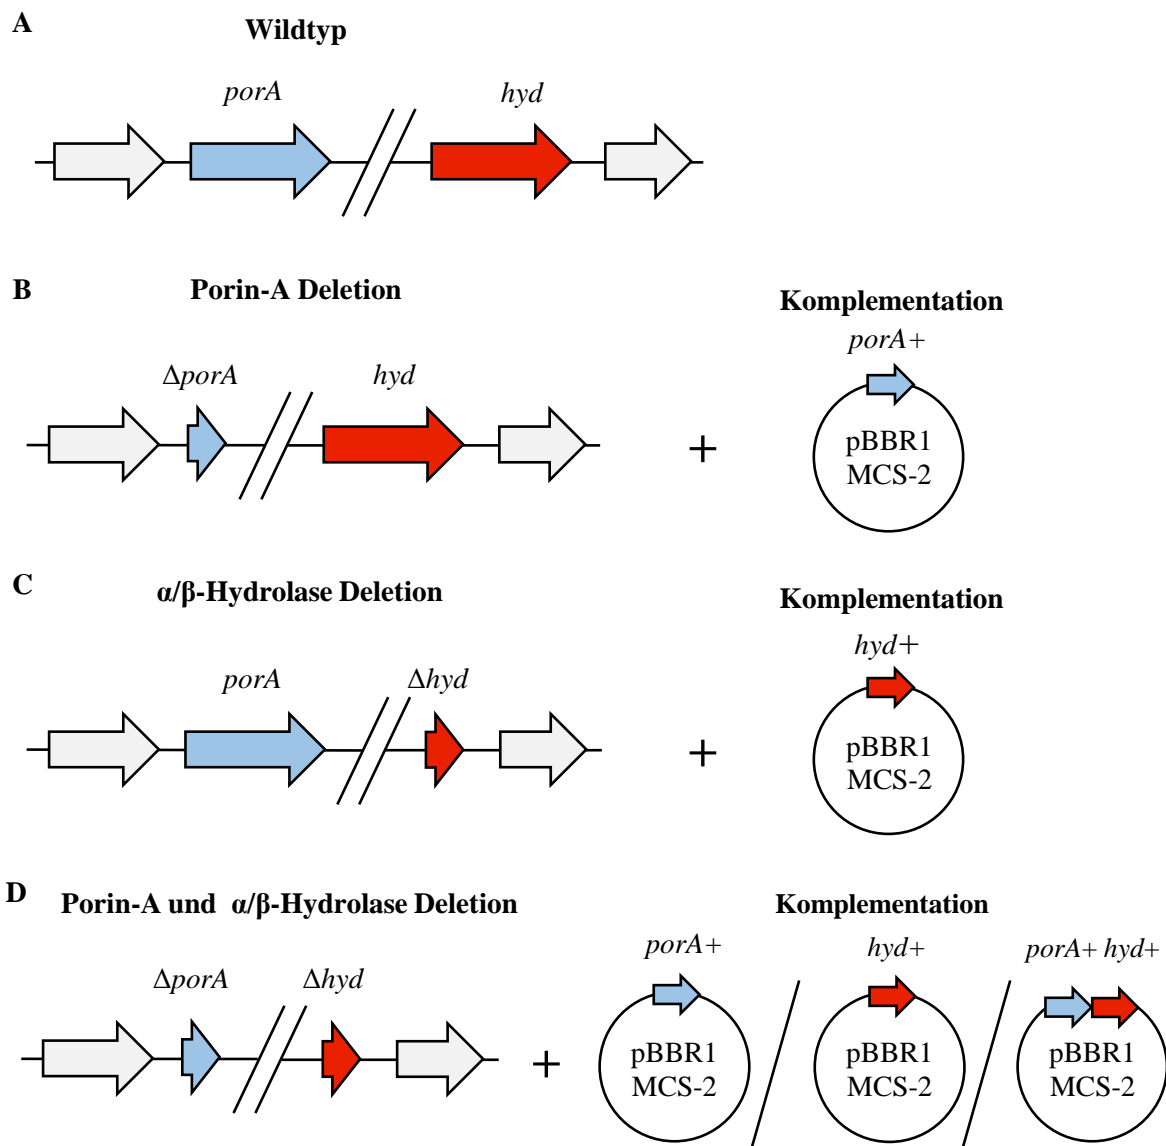 A
Wildtyp
porA
hyd
B
Porin-A Deletion
Komplementation
porA+
ΔporA
hyd
+
pBBR1
MCS-2
C
α/β-Hydrolase Deletion
Komplementation
hyd+
porA
Δhyd
+
pBBR1
MCS-2
D
Porin-A und α/β-Hydrolase Deletion
Komplementation
porA+
hyd+
porA+ hyd+
ΔporA
Δhyd
+
pBBR1
MCS-2
pBBR1
MCS-2
pBBR1
MCS-2